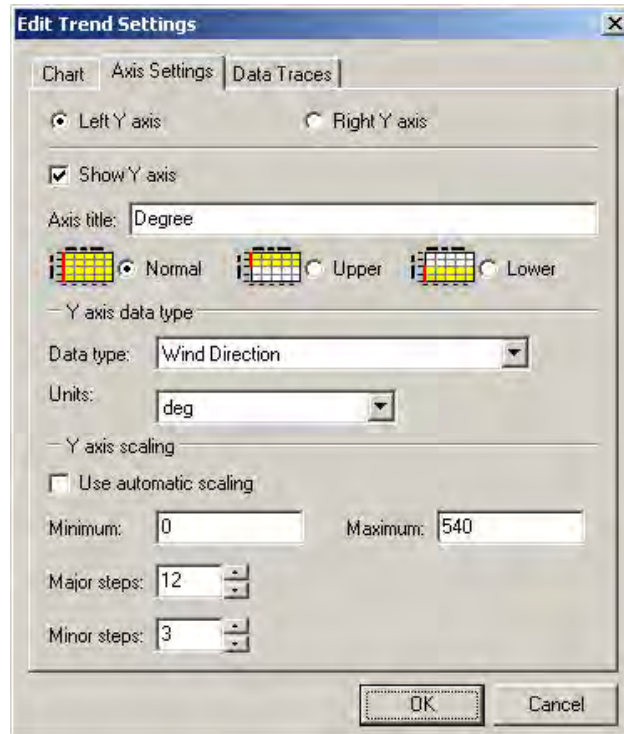 Edit Trend Settings
Chart Axis Settings Data Traces
Left Y axis Right Y axis
Show Y axis
Axis title: Degree
Normal Upper Lower
Y axis data type
Data type: Wind Direction
Units: deg
Y axis scaling
Use automatic scaling
Minimum: 0 Maximum: 540
Major steps: 12
Minor steps: 3
OK Cancel